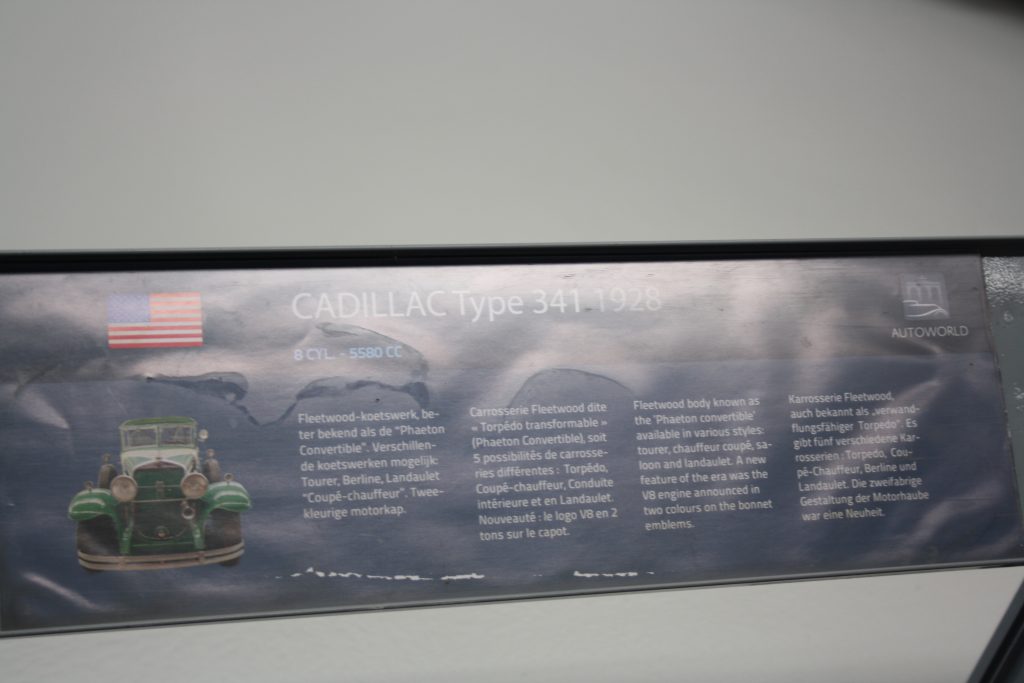 CADILLAC Type 341 1928
AUTOWORLD
8 CYL. - 5580 CC
Fleetwood-koetswerk, be-
ter bekend als de "Phaeton
Convertible". Verschillen-
de koetswerken mogelijk:
Tourer, Berline, Landaulet
"Coupé-chauffeur". Twee-
kleurige motorkap.
Carrosserie Fleetwood dite
« Torpédo transformable »
(Phaeton Convertible), soit
5 possibilités de carrosse-
ries différentes : Torpédo,
Coupé-chauffeur, Conduite
intérieure et en Landaulet.
Nouveauté : le logo V8 en 2
tons sur le capot.
Fleetwood body known as
the 'Phaeton convertible'
available in various styles:
tourer, chauffeur coupé, sa-
loon and landaulet. A new
feature of the era was the
V8 engine announced in
two colours on the bonnet
emblems.
Karrosserie Fleetwood,
auch bekannt als „verwand-
flungsfähiger Torpedo". Es
gibt fünf verschiedene Kar-
rosserien : Torpedo, Cou-
pé-Chauffeur, Berline und
Landaulet. Die zweifabrige
Gestaltung der Motorhaube
war eine Neuheit.